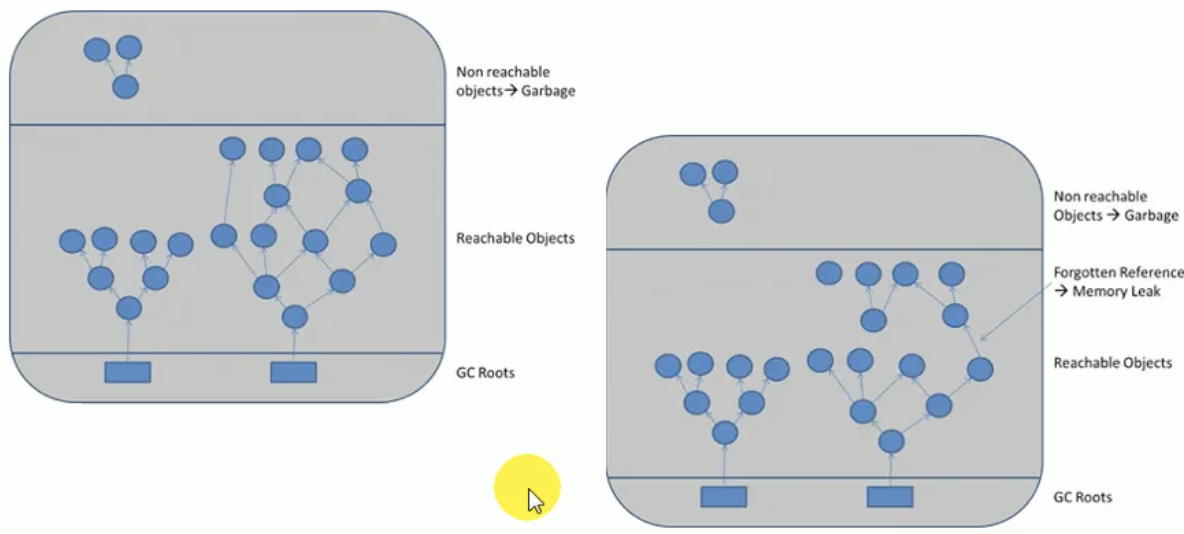 Non reachable
objects→ Garbage
Reachable Objects
GC Roots
Non reachable
Objects → Garbage
Forgotten Reference
→ Memory Leak
Reachable Objects
GC Roots